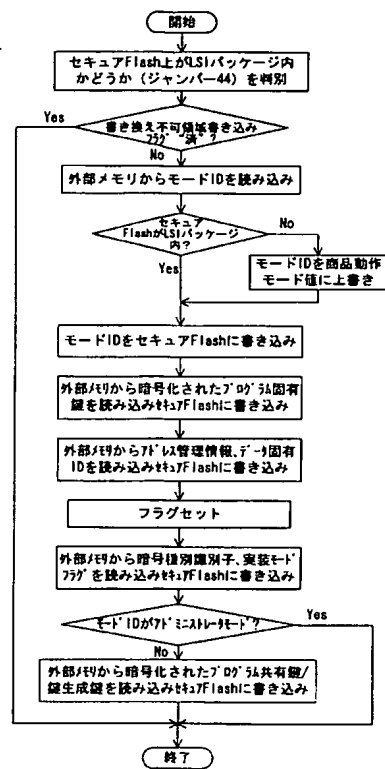 開始
セキュアFlash上がLSIパッケージ内
かどうか（ジャンパー44）を判別
Yes
書き換え不可領域書き込み
フラグ“済”?
No
外部メモリからモードIDを読み込み
セキュア
FlashがLSIパッケージ
内?
No
Yes
モードIDを商品動作
モード値に上書き
モードIDをセキュアFlashに書き込み
外部メモリから暗号化されたプログラム固有
鍵を読み込みセキュアFlashに書き込み
外部メモリからアドレス管理情報、データ固有
IDを読み込みセキュアFlashに書き込み
フラグセット
外部メモリから暗号種別識別子、実装モード
フラグを読み込みセキュアFlashに書き込み
モードIDがアドミニストレータモード?
Yes
No
外部メモリから暗号化されたプログラム共有鍵/
鍵生成鍵を読み込みセキュアFlashに書き込み
終了